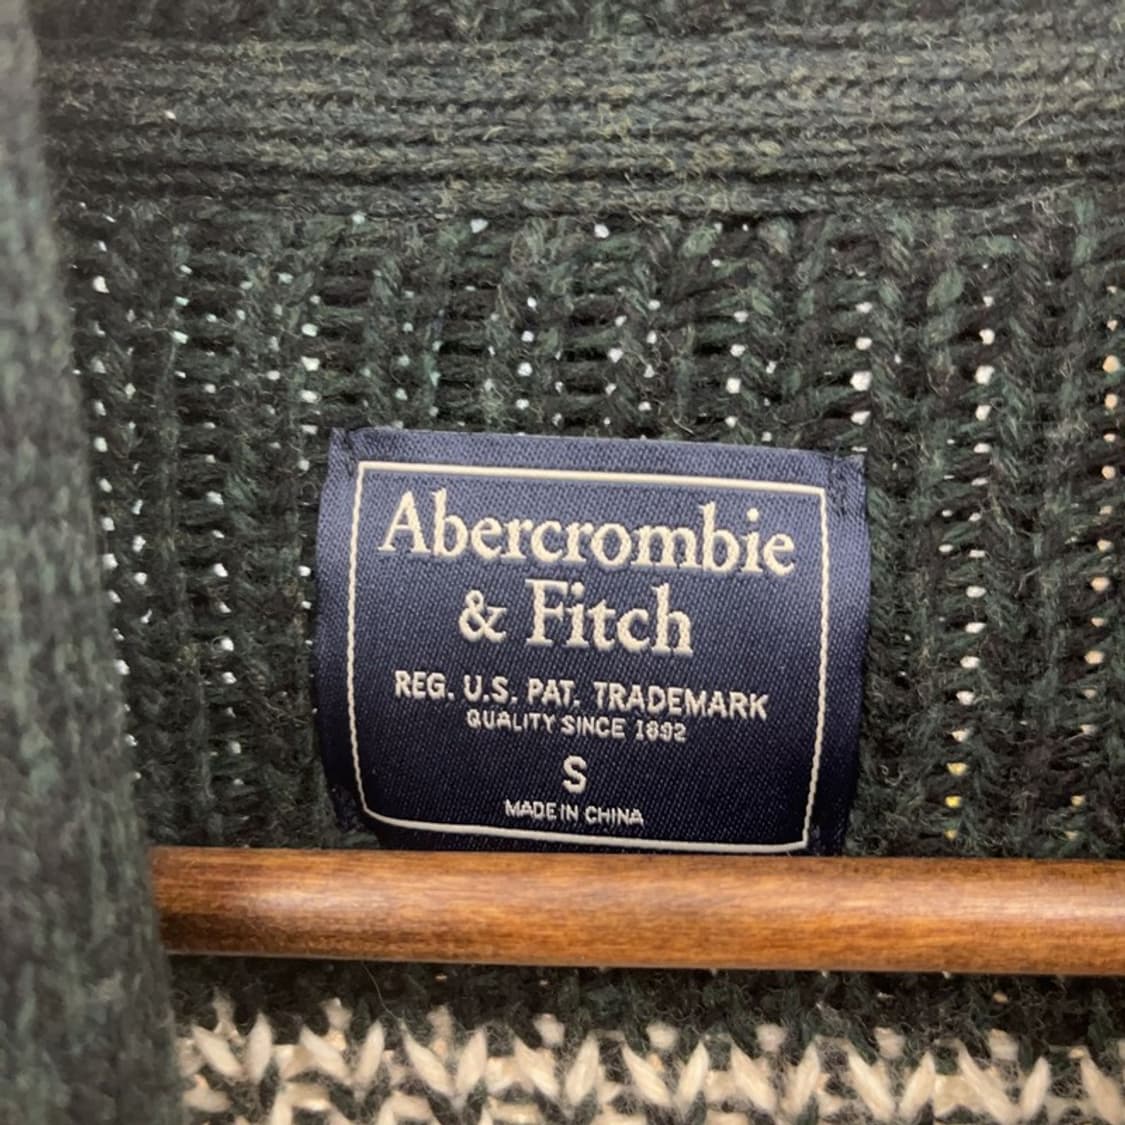 Abercrombie
& Fitch
REG. U.S. PAT. TRADEMARK
QUALITY SINCE 1892
S
MADE IN CHINA